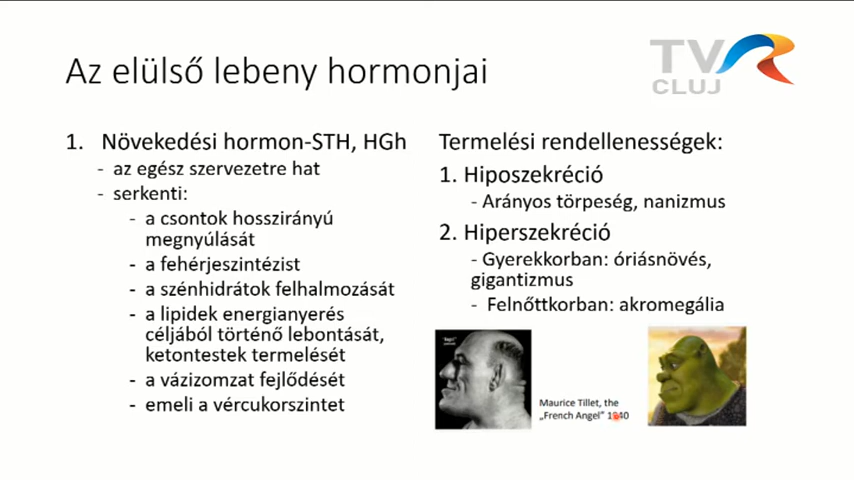 TVR
CLUJ
Az elülső lebeny hormonjai
1. Növekedési hormon-STH, HGh
- az egész szervezetre hat
- serkenti:
- a csontok hosszirányú
megnyúlását
- a fehérjeszintézist
- a szénhidrátok felhalmozását
- a lipidek energianyerés
céljából történő lebontását,
ketontestek termelését
- a vázizomzat fejlődését
- emeli a vércukorszintet
Termelési rendellenességek:
1. Hiposzekréció
- Arányos törpeség, nanizmus
2. Hiperszekréció
- Gyerekkorban: óriásnövés,
gigantizmus
- Felnőttkorban: akromegália
Maurice Tillet, the
„French Angel” 1940